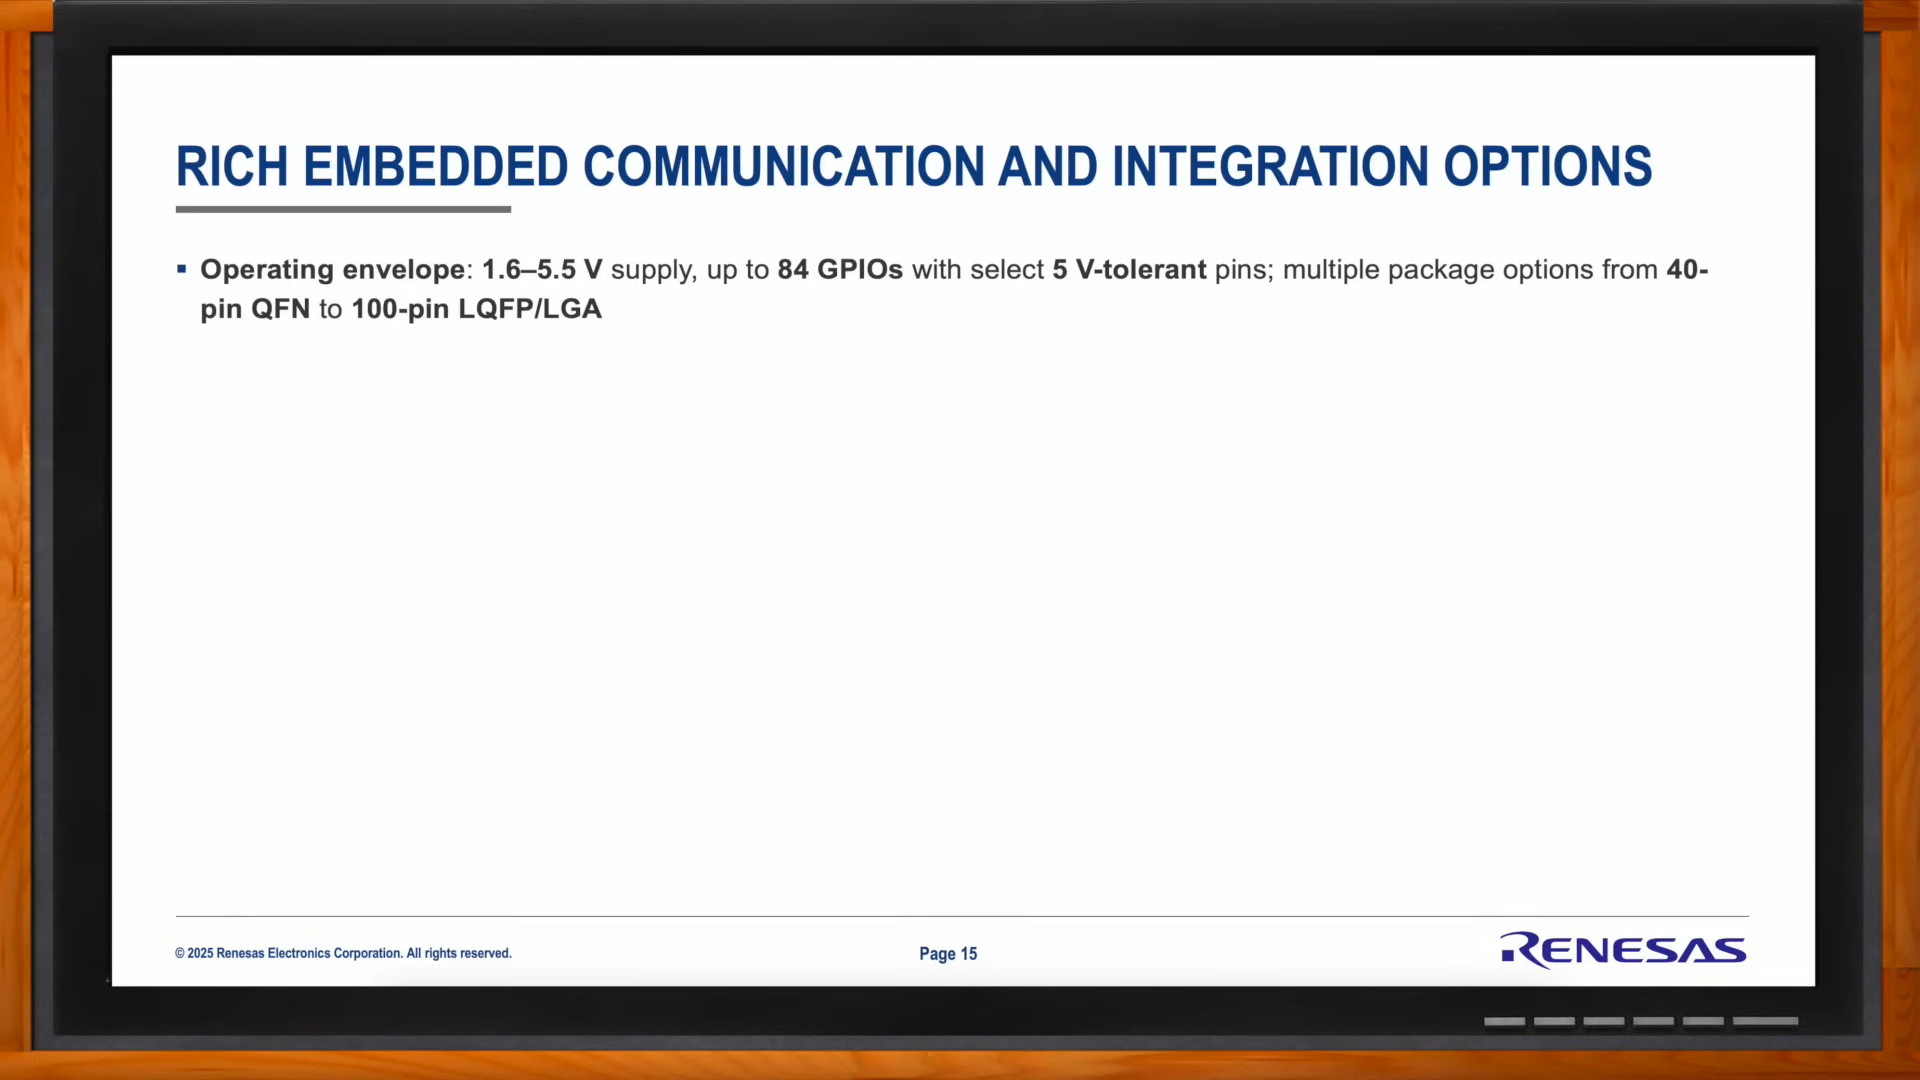 RICH EMBEDDED COMMUNICATION AND INTEGRATION OPTIONS
▪ Operating envelope: 1.6–5.5 V supply, up to 84 GPIOs with select 5 V-tolerant pins; multiple package options from 40-
pin QFN to 100-pin LQFP/LGA
© 2025 Renesas Electronics Corporation. All rights reserved.
Page 15
RENESAS